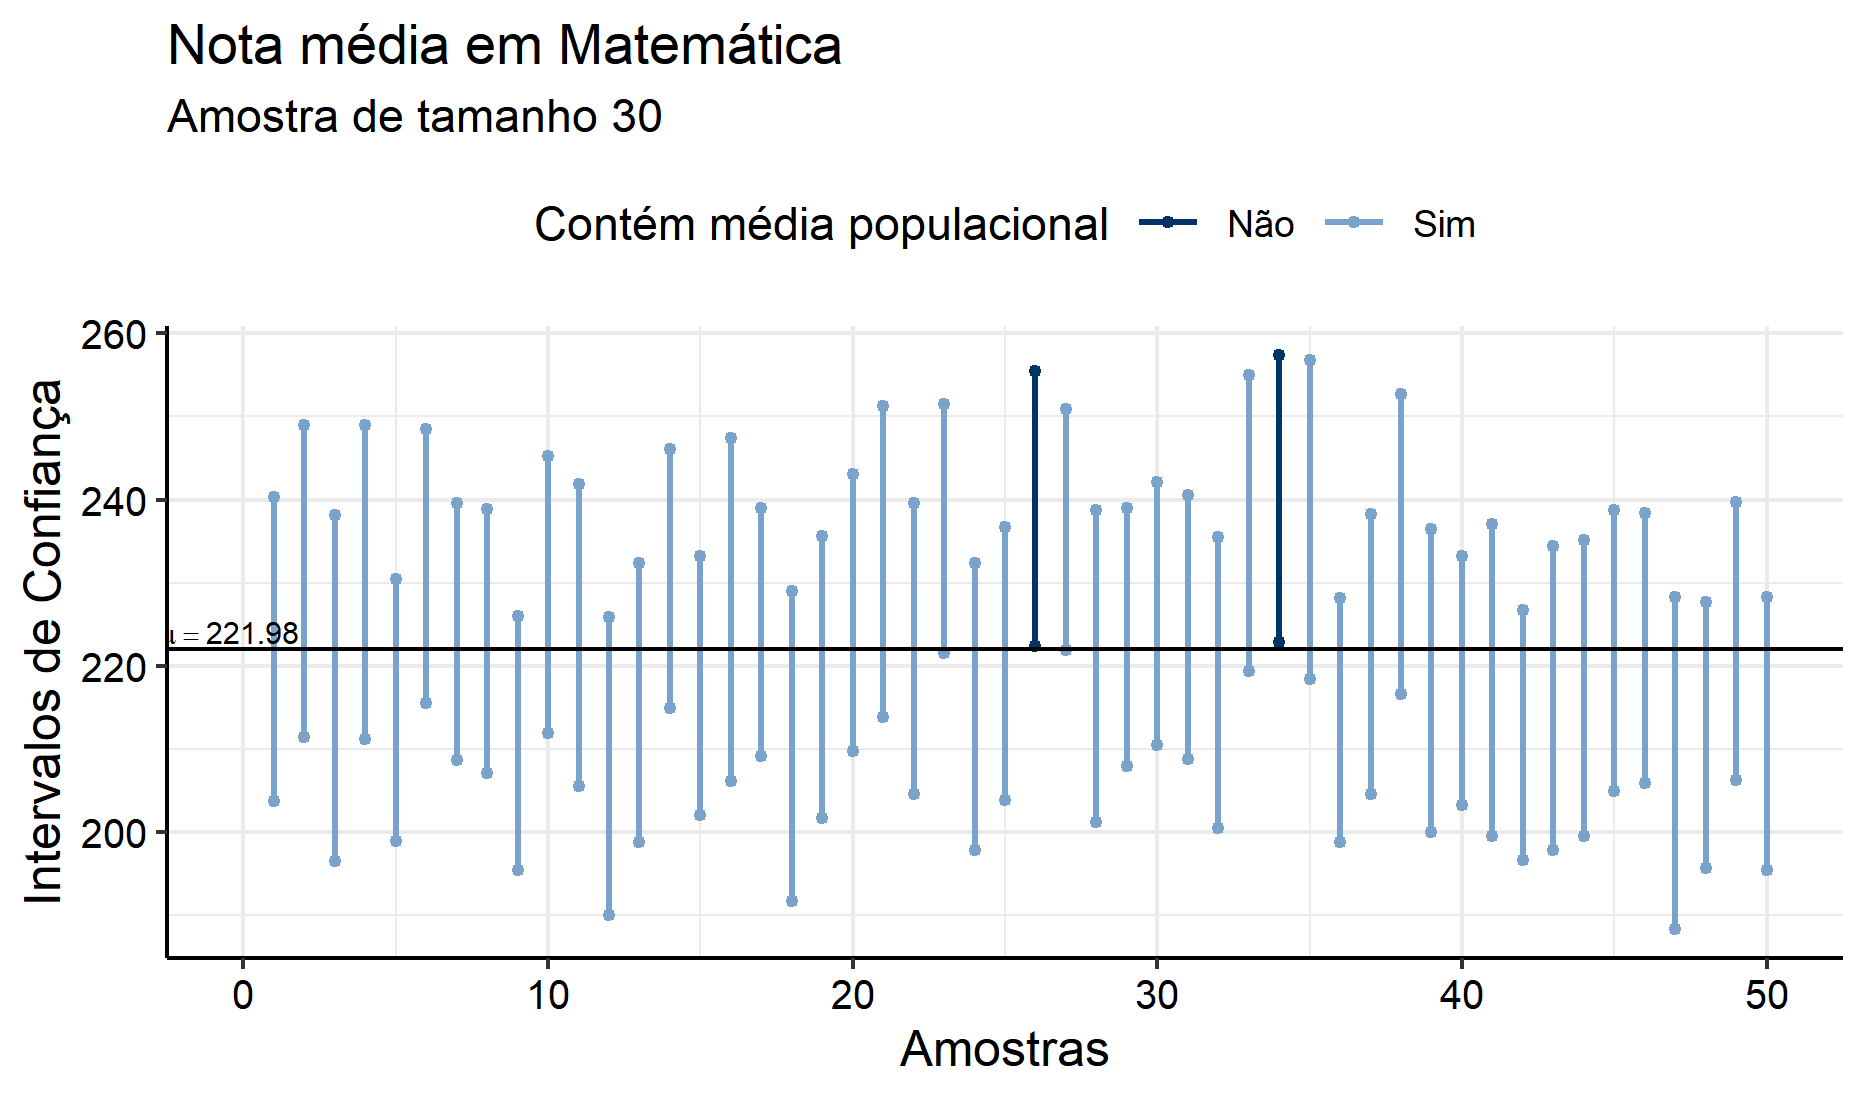 Nota média em Matemática
Amostra de tamanho 30
Contém média populacional Não Sim
Intervalos de Confiança
260
240
220
200
μ = 221.98
0 10 20 30 40 50
Amostras